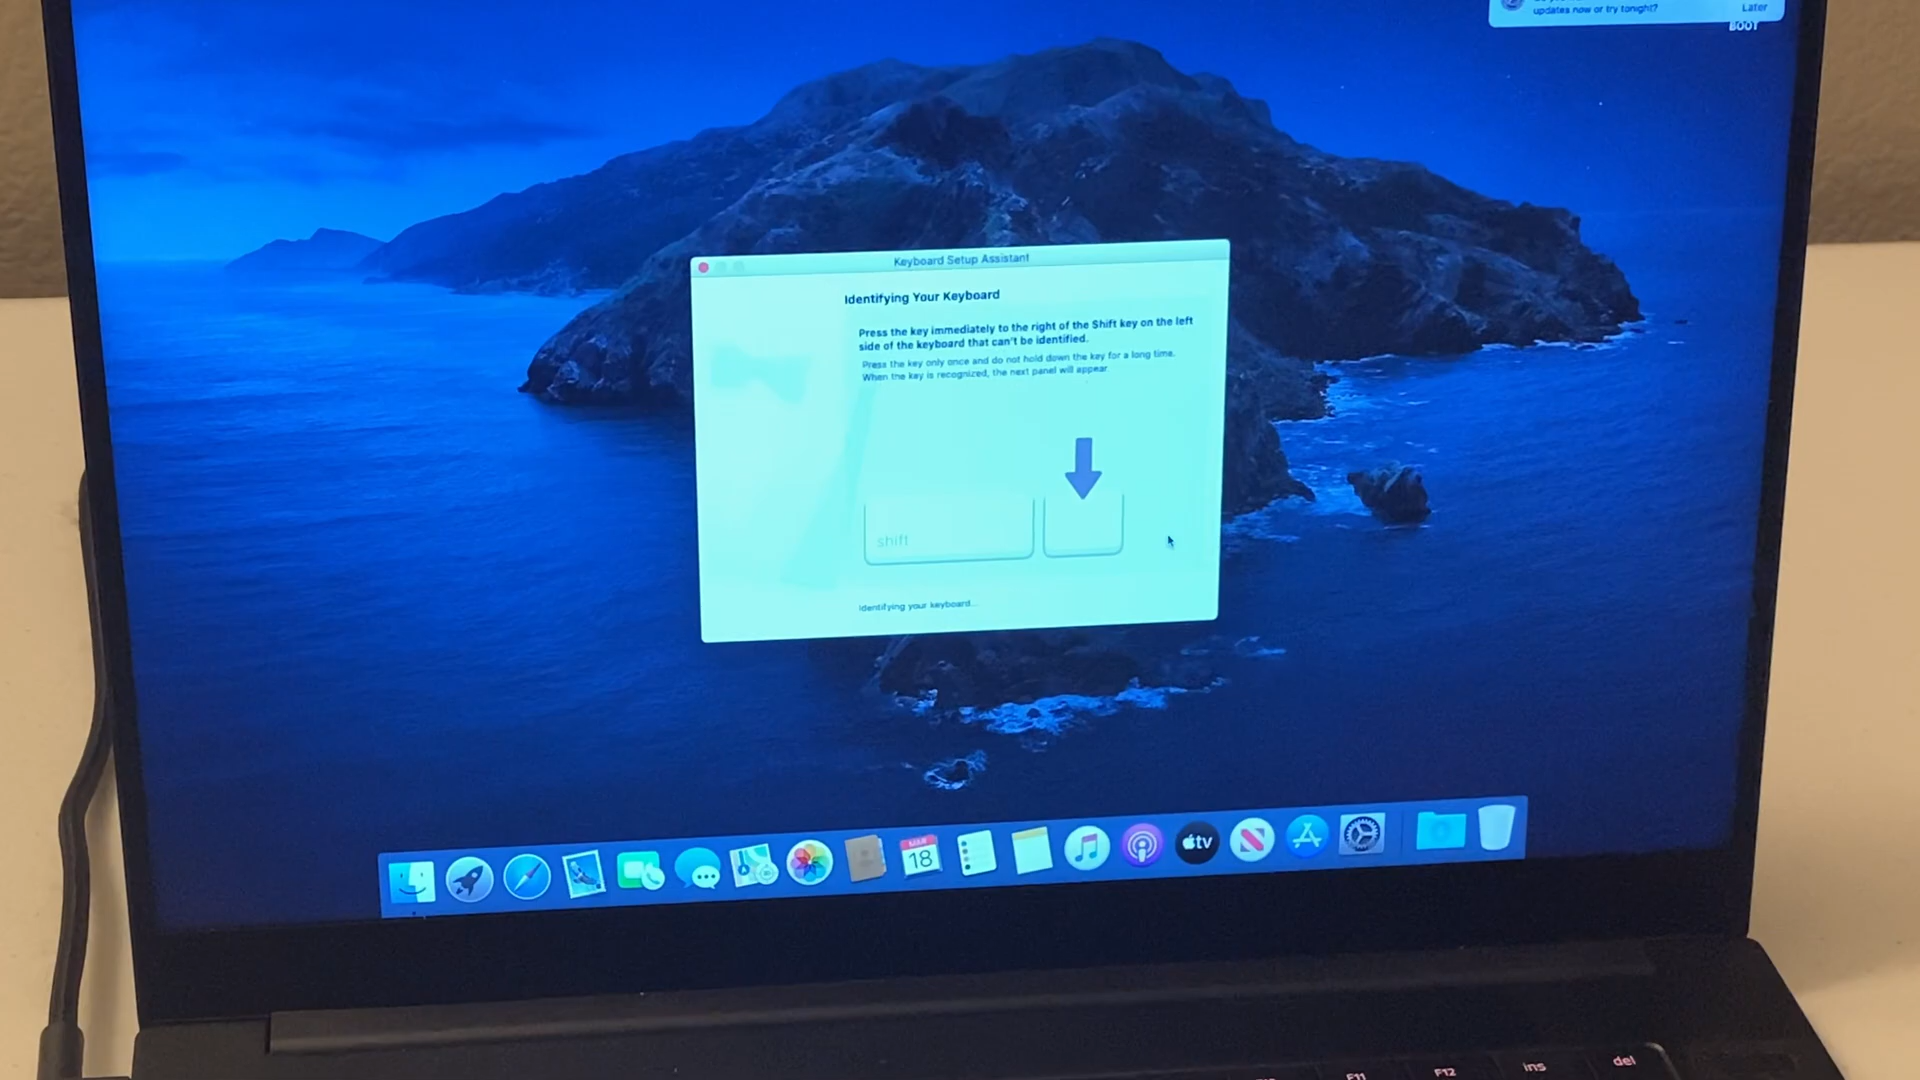 updates now or try tonight?
Later
BOOT
Keyboard Setup Assistant
Identifying Your Keyboard
Press the key immediately to the right of the Shift key on the left
side of the keyboard that can't be identified.
Press the key only once and do not hold down the key for a long time.
When the key is recognized, the next panel will appear.
shift
Identifying your keyboard...
MAR
18
tv
F11
F12
ins
del